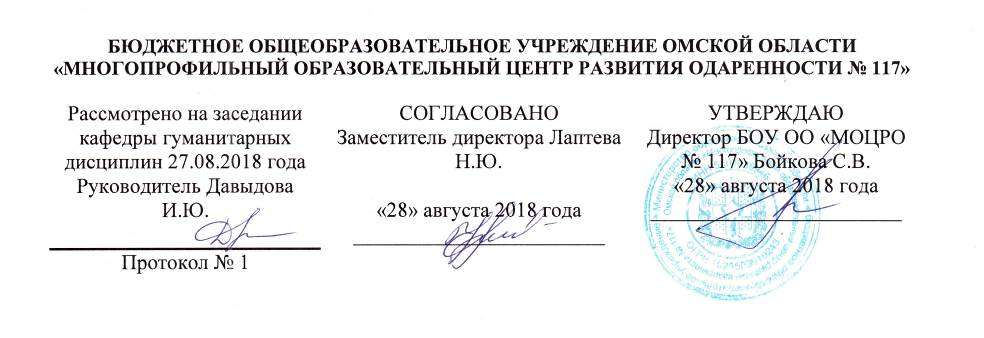 БЮДЖЕТНОЕ ОБЩЕОБРАЗОВАТЕЛЬНОЕ УЧРЕЖДЕНИЕ ОМСКОЙ ОБЛАСТИ
«МНОГОПРОФИЛЬНЫЙ ОБРАЗОВАТЕЛЬНЫЙ ЦЕНТР РАЗВИТИЯ ОДАРЕННОСТИ № 117»
Рассмотрено на заседании
кафедры гуманитарных
дисциплин 27.08.2018 года
Руководитель Давыдова
И.Ю.
Протокол № 1
СОГЛАСОВАНО
Заместитель директора Лаптева
Н.Ю.
«28» августа 2018 года
УТВЕРЖДАЮ
Директор БОУ ОО «МОЦРО
№ 117» Бойкова С.В.
«28» августа 2018 года